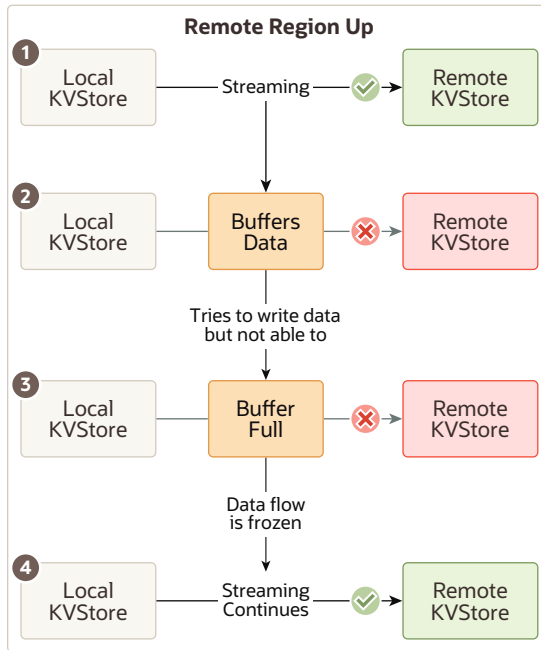 Remote Region Up
1
Local
KVStore
Streaming
Remote
KVStore
2
Local
KVStore
Buffers
Data
Remote
KVStore
Tries to write data
but not able to
3
Local
KVStore
Buffer
Full
Remote
KVStore
Data flow
is frozen
4
Local
KVStore
Streaming
Continues
Remote
KVStore